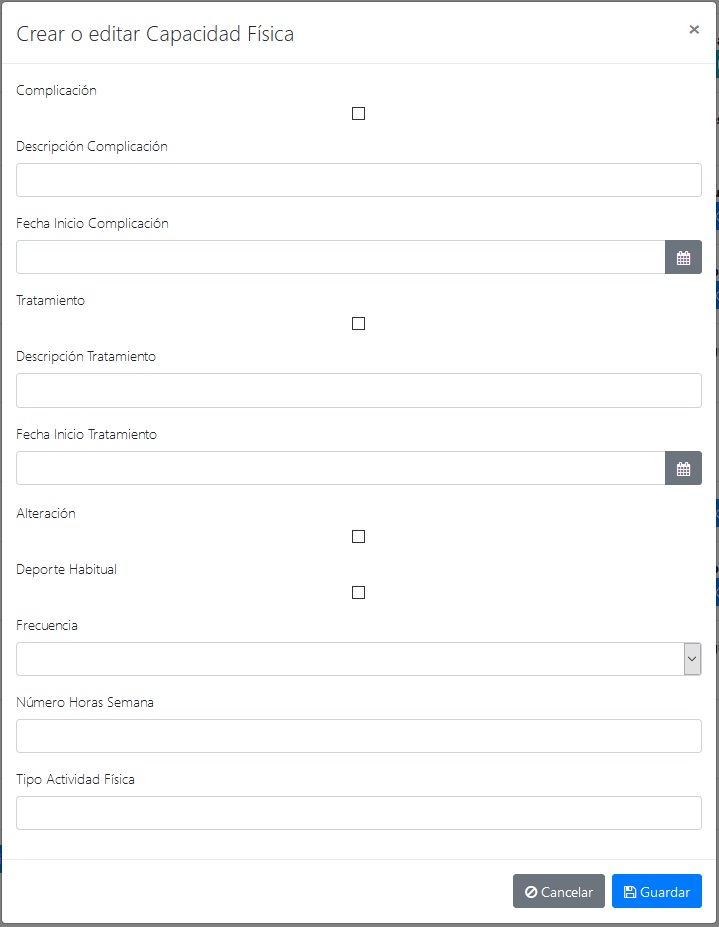 Crear o editar Capacidad Física
×
Complicación
Descripción Complicación
Fecha Inicio Complicación
Tratamiento
Descripción Tratamiento
Fecha Inicio Tratamiento
Alteración
Deporte Habitual
Frecuencia
Número Horas Semana
Tipo Actividad Física
Cancelar Guardar